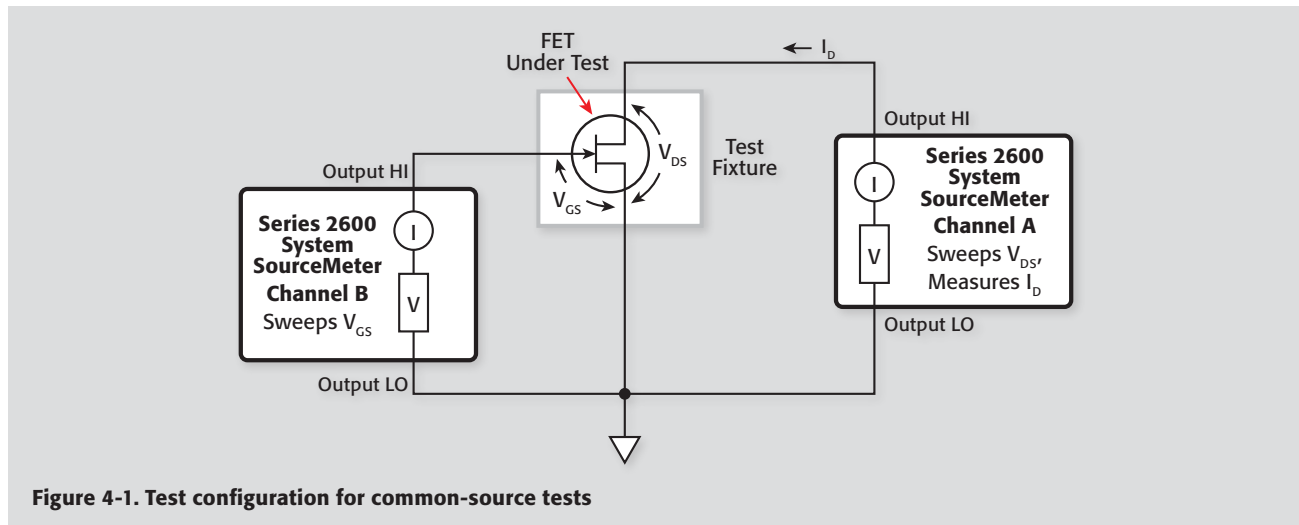 FET
Under Test
I_D
Output HI
Series 2600
System
SourceMeter
Channel A
Sweeps V_DS,
Measures I_D
I
V
Output LO
Test
Fixture
V_DS
V_GS
Output HI
Series 2600
System
SourceMeter
Channel B
Sweeps V_GS
I
V
Output LO
Figure 4-1. Test configuration for common-source tests